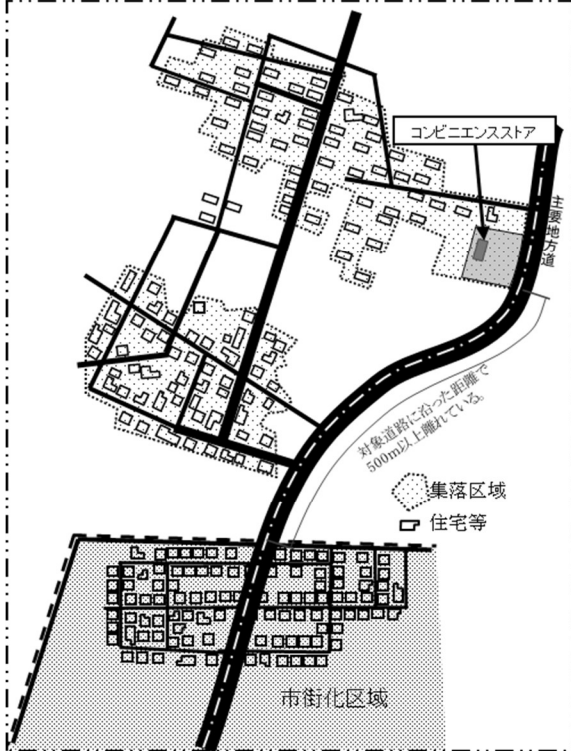 コンビニエンスストア
主要地方道
対象道路に沿った距離で
500m以上離れている。
集落区域
住宅等
市街化区域